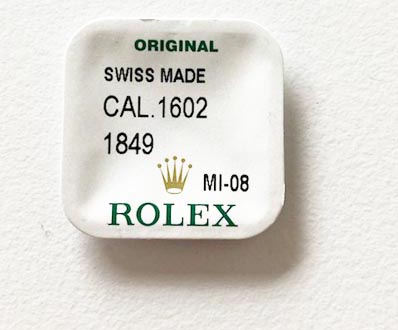 ORIGINAL
SWISS MADE
CAL.1602
1849
MI-08
ROLEX